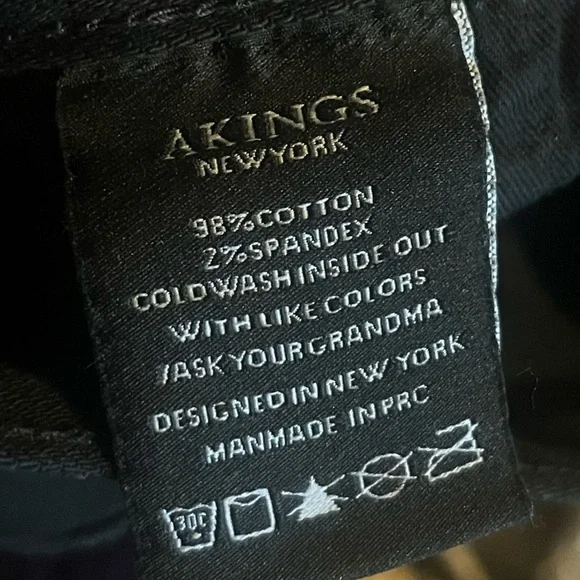 AKINGS
NEW YORK
98% COTTON
2% SPANDEX
COLD WASH INSIDE OUT
WITH LIKE COLORS
/ASK YOUR GRANDMA
DESIGNED IN NEW YORK
MANMADE IN PRC
30C